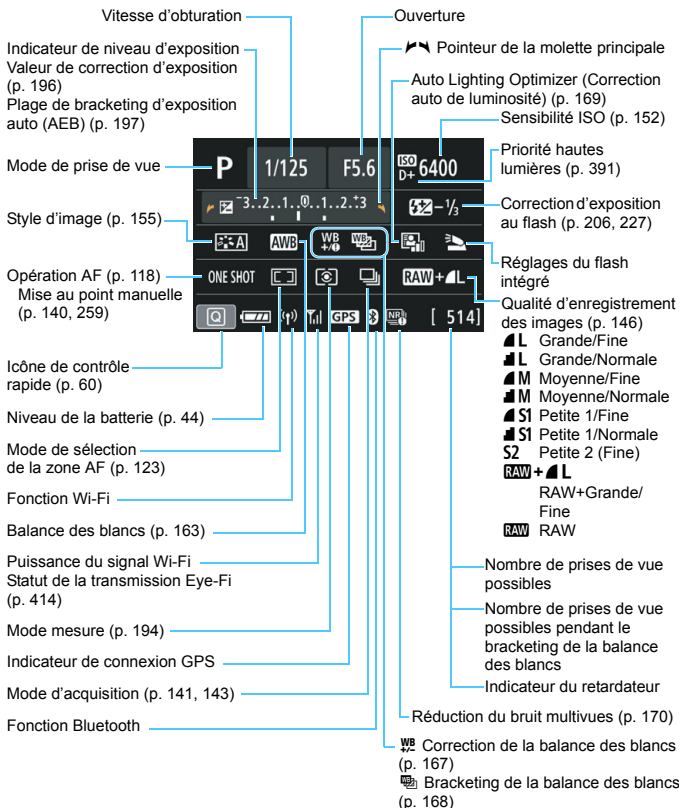 Vitesse d’obturation
Ouverture
Indicateur de niveau d’exposition
Valeur de correction d’exposition
(p. 196)
Plage de bracketing d’exposition
auto (AEB) (p. 197)
Pointeur de la molette principale
Auto Lighting Optimizer (Correction
auto de luminosité) (p. 169)
Sensibilité ISO (p. 152)
Mode de prise de vue
P 1/125 F5.6 ISO D+ 6400
Priorité hautes
lumières (p. 391)
-3..2..1..0..1..2.+3 -1/3
Correction d’exposition
au flash (p. 206, 227)
Style d’image (p. 155)
A AWB WB +/- WB
Réglages du flash
intégré
Opération AF (p. 118)
Mise au point manuelle
(p. 140, 259)
ONE SHOT RAW+L
Qualité d’enregistrement
des images (p. 146)
L Grande/Fine
L Grande/Normale
M Moyenne/Fine
M Moyenne/Normale
S1 Petite 1/Fine
S1 Petite 1/Normale
S2 Petite 2 (Fine)
RAW+L
RAW+Grande/
Fine
RAW RAW
Q GPS NR [ 514]
Icône de contrôle
rapide (p. 60)
Niveau de la batterie (p. 44)
Mode de sélection
de la zone AF (p. 123)
Fonction Wi-Fi
Balance des blancs (p. 163)
Puissance du signal Wi-Fi
Statut de la transmission Eye-Fi
(p. 414)
Mode mesure (p. 194)
Indicateur de connexion GPS
Mode d’acquisition (p. 141, 143)
Fonction Bluetooth
Nombre de prises de vue
possibles
Nombre de prises de vue
possibles pendant le
bracketing de la balance
des blancs
Indicateur du retardateur
Réduction du bruit multivues (p. 170)
WB +/- Correction de la balance des blancs
(p. 167)
WB Bracketing de la balance des blancs
(p. 168)